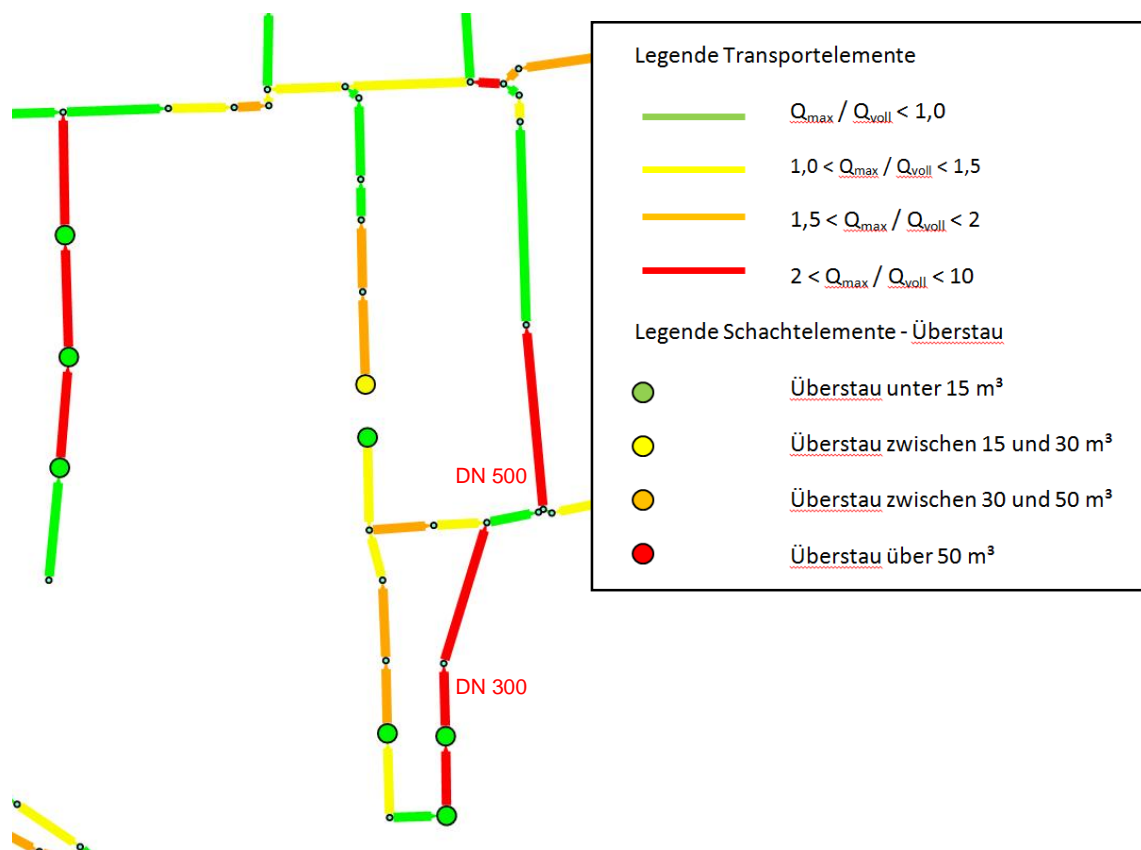 Legende Transportelemente
Qmax / Qvoll < 1,0
1,0 < Qmax / Qvoll < 1,5
1,5 < Qmax / Qvoll < 2
2 < Qmax / Qvoll < 10
Legende Schachtelemente - Überstau
Überstau unter 15 m³
Überstau zwischen 15 und 30 m³
Überstau zwischen 30 und 50 m³
Überstau über 50 m³
DN 500
DN 300